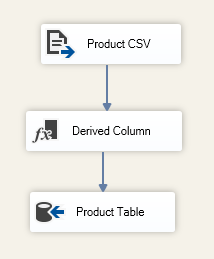 Product CSV
Derived Column
Product Table